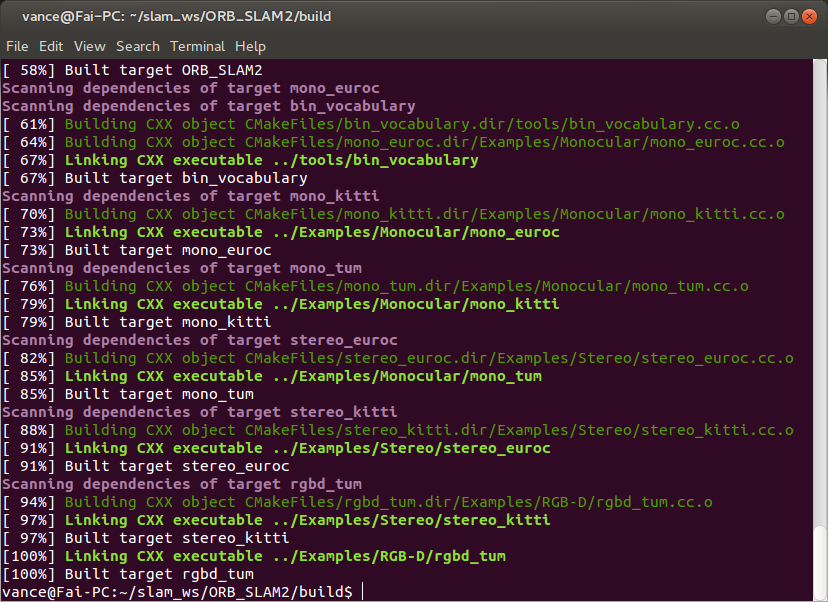 vance@Fai-PC: ~/slam_ws/ORB_SLAM2/build
File Edit View Search Terminal Help
[ 58%] Built target ORB_SLAM2
Scanning dependencies of target mono_euroc
Scanning dependencies of target bin_vocabulary
[ 61%] Building CXX object CMakeFiles/bin_vocabulary.dir/tools/bin_vocabulary.cc.o
[ 64%] Building CXX object CMakeFiles/mono_euroc.dir/Examples/Monocular/mono_euroc.cc.o
[ 67%] Linking CXX executable ../tools/bin_vocabulary
[ 67%] Built target bin_vocabulary
Scanning dependencies of target mono_kitti
[ 70%] Building CXX object CMakeFiles/mono_kitti.dir/Examples/Monocular/mono_kitti.cc.o
[ 73%] Linking CXX executable ../Examples/Monocular/mono_euroc
[ 73%] Built target mono_euroc
Scanning dependencies of target mono_tum
[ 76%] Building CXX object CMakeFiles/mono_tum.dir/Examples/Monocular/mono_tum.cc.o
[ 79%] Linking CXX executable ../Examples/Monocular/mono_kitti
[ 79%] Built target mono_kitti
Scanning dependencies of target stereo_euroc
[ 82%] Building CXX object CMakeFiles/stereo_euroc.dir/Examples/Stereo/stereo_euroc.cc.o
[ 85%] Linking CXX executable ../Examples/Monocular/mono_tum
[ 85%] Built target mono_tum
Scanning dependencies of target stereo_kitti
[ 88%] Building CXX object CMakeFiles/stereo_kitti.dir/Examples/Stereo/stereo_kitti.cc.o
[ 91%] Linking CXX executable ../Examples/Stereo/stereo_euroc
[ 91%] Built target stereo_euroc
Scanning dependencies of target rgbd_tum
[ 94%] Building CXX object CMakeFiles/rgbd_tum.dir/Examples/RGB-D/rgbd_tum.cc.o
[ 97%] Linking CXX executable ../Examples/Stereo/stereo_kitti
[ 97%] Built target stereo_kitti
[100%] Linking CXX executable ../Examples/RGB-D/rgbd_tum
[100%] Built target rgbd_tum
vance@Fai-PC:~/slam_ws/ORB_SLAM2/build$